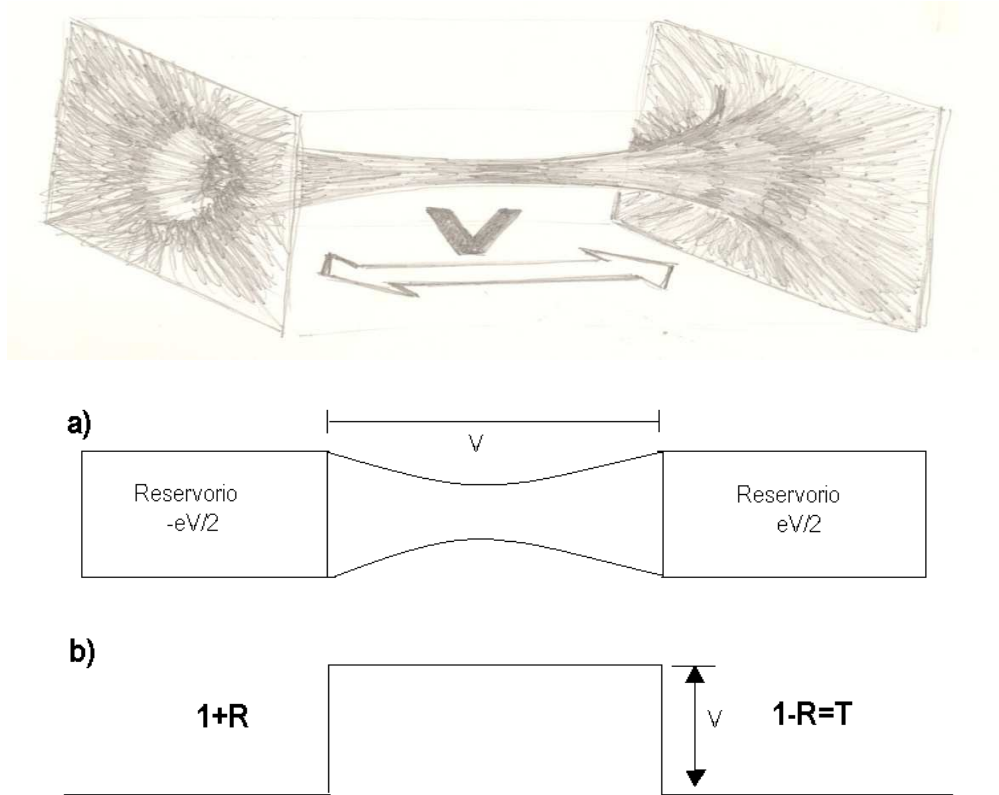 V
a)
V
Reservorio
-eV/2
Reservorio
eV/2
b)
1+R
V
1-R=T